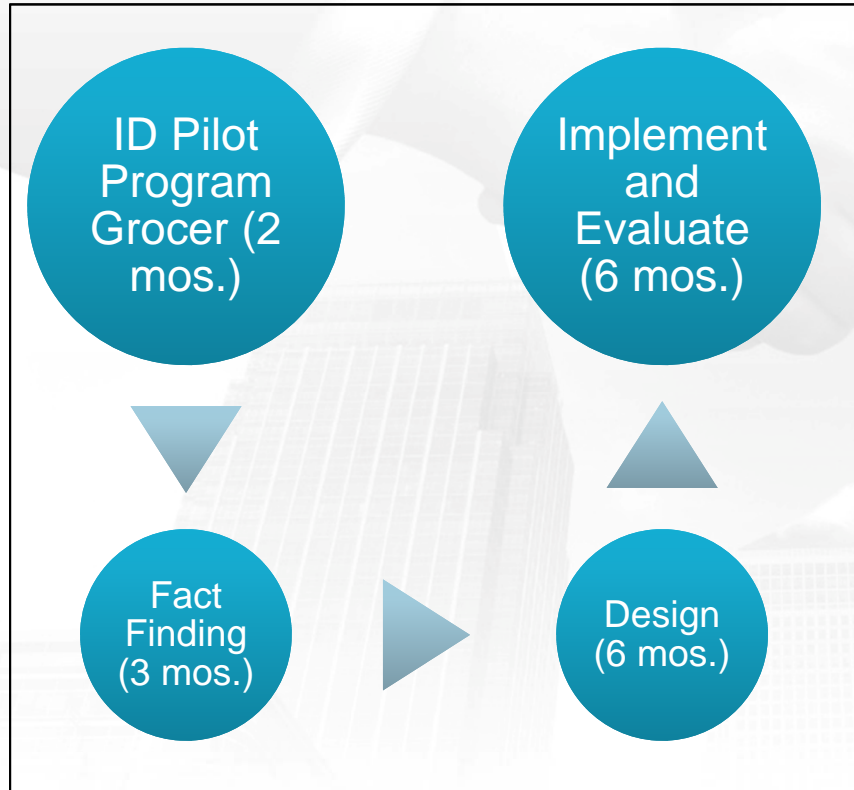 ID Pilot
Program
Grocer (2
mos.)
Fact
Finding
(3 mos.)
Design
(6 mos.)
Implement
and
Evaluate
(6 mos.)